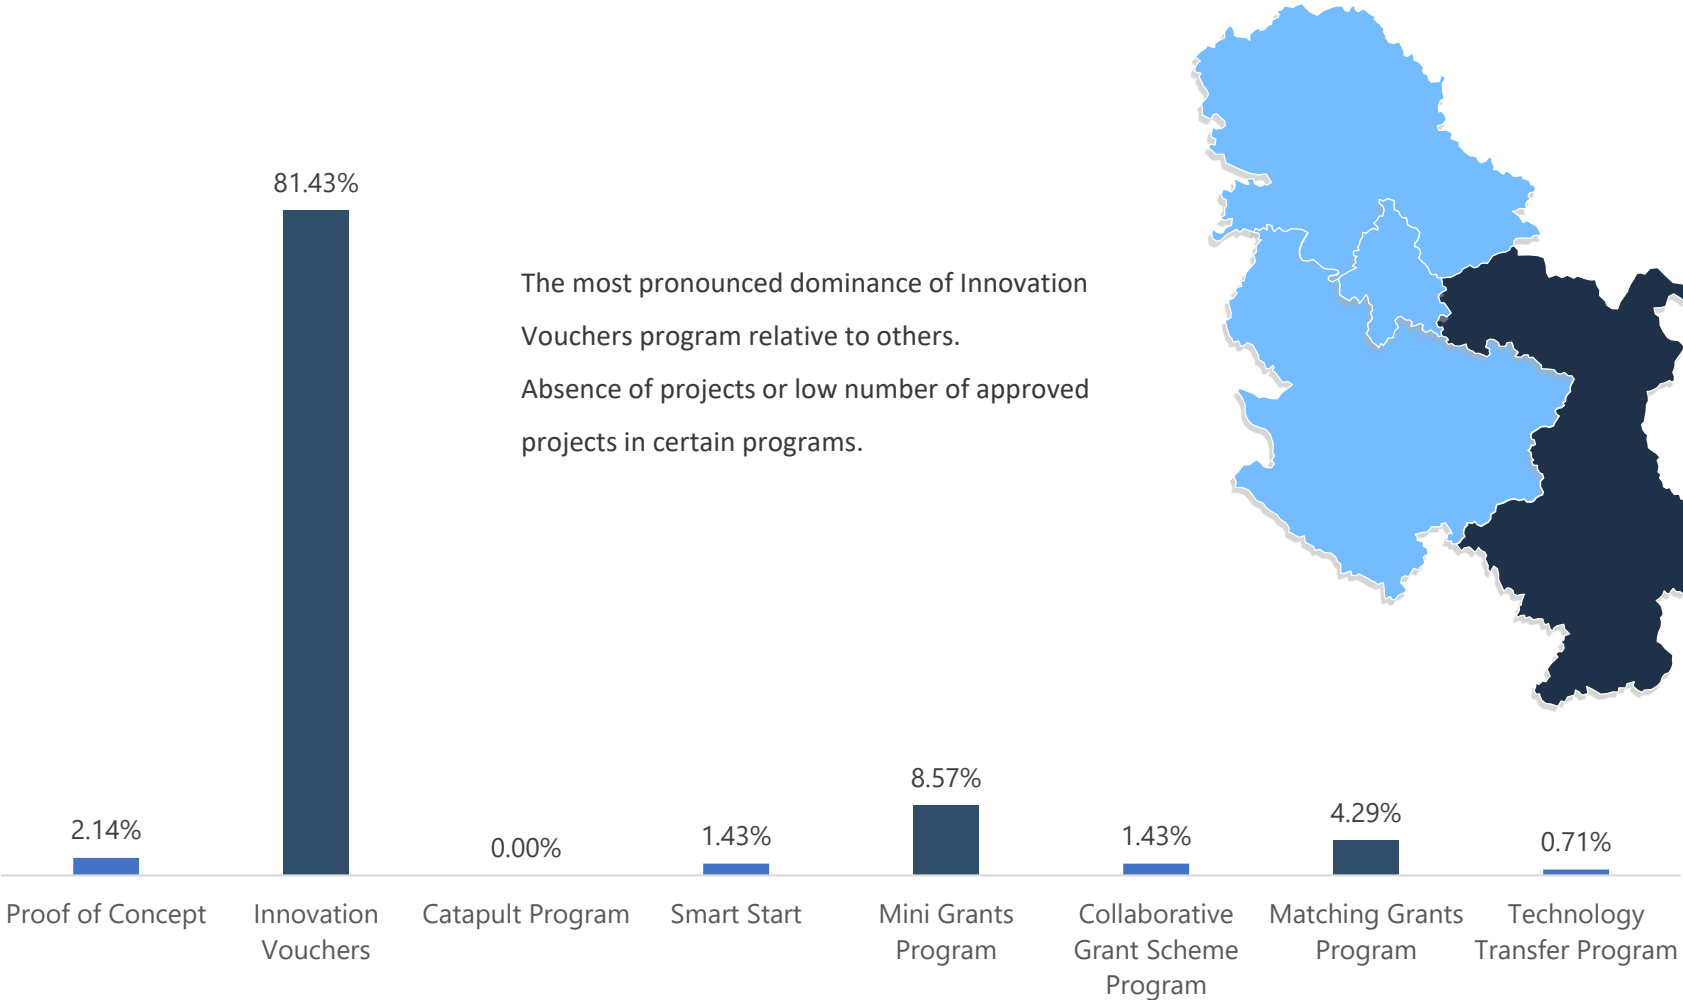 81.43%
The most pronounced dominance of Innovation
Vouchers program relative to others.
Absence of projects or low number of approved
projects in certain programs.
2.14%
0.00%
1.43%
8.57%
1.43%
4.29%
0.71%
Proof of Concept
Innovation
Vouchers
Catapult Program
Smart Start
Mini Grants
Program
Collaborative
Grant Scheme
Program
Matching Grants
Program
Technology
Transfer Program